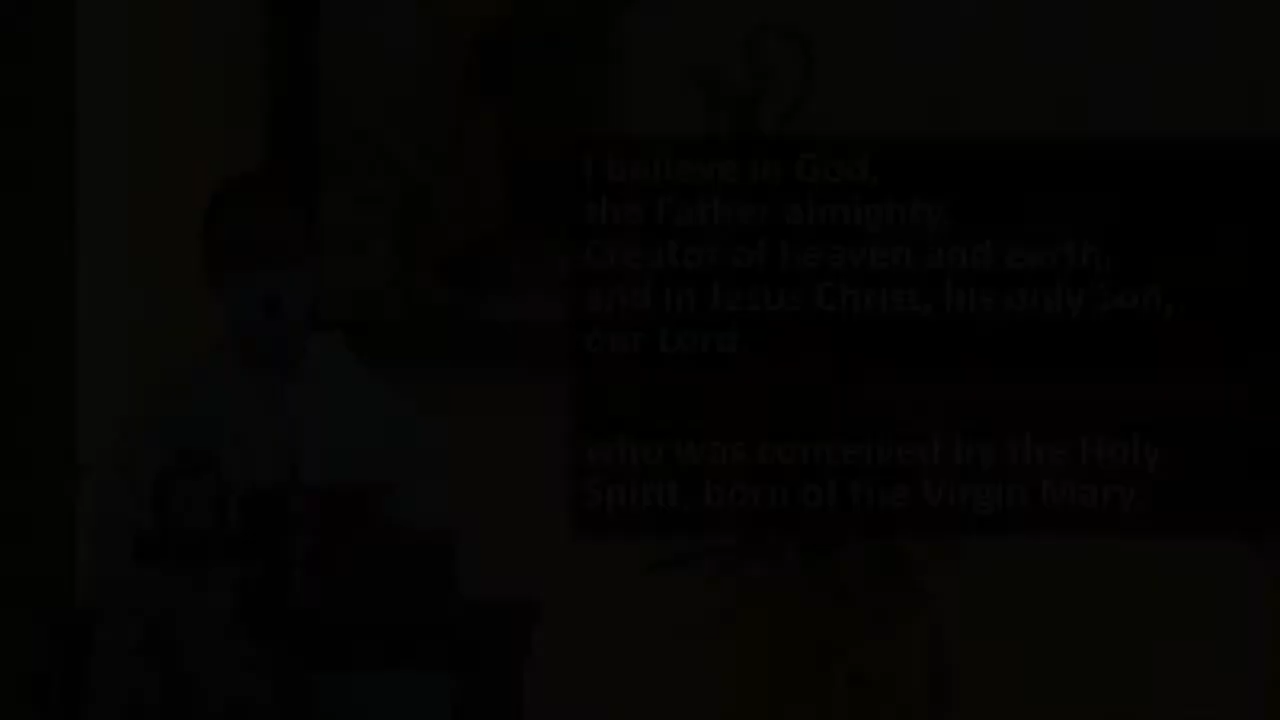 I believe in God,
the Father almighty,
Creator of heaven and earth,
and in Jesus Christ, his only Son,
our Lord,
who was conceived by the Holy
Spirit, born of the Virgin Mary,